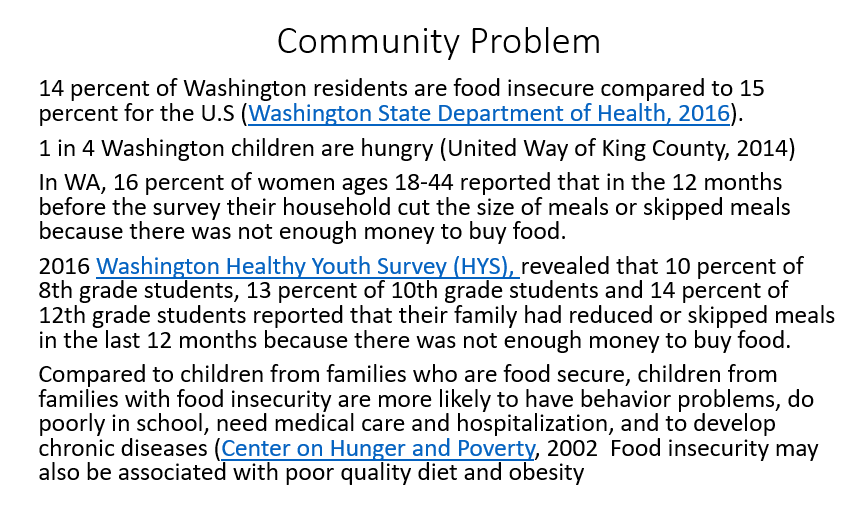 Community Problem
14 percent of Washington residents are food insecure compared to 15
percent for the U.S (Washington State Department of Health, 2016).
1 in 4 Washington children are hungry (United Way of King County, 2014)
In WA, 16 percent of women ages 18-44 reported that in the 12 months
before the survey their household cut the size of meals or skipped meals
because there was not enough money to buy food.
2016 Washington Healthy Youth Survey (HYS), revealed that 10 percent of
8th grade students, 13 percent of 10th grade students and 14 percent of
12th grade students reported that their family had reduced or skipped meals
in the last 12 months because there was not enough money to buy food.
Compared to children from families who are food secure, children from
families with food insecurity are more likely to have behavior problems, do
poorly in school, need medical care and hospitalization, and to develop
chronic diseases (Center on Hunger and Poverty, 2002  Food insecurity may
also be associated with poor quality diet and obesity